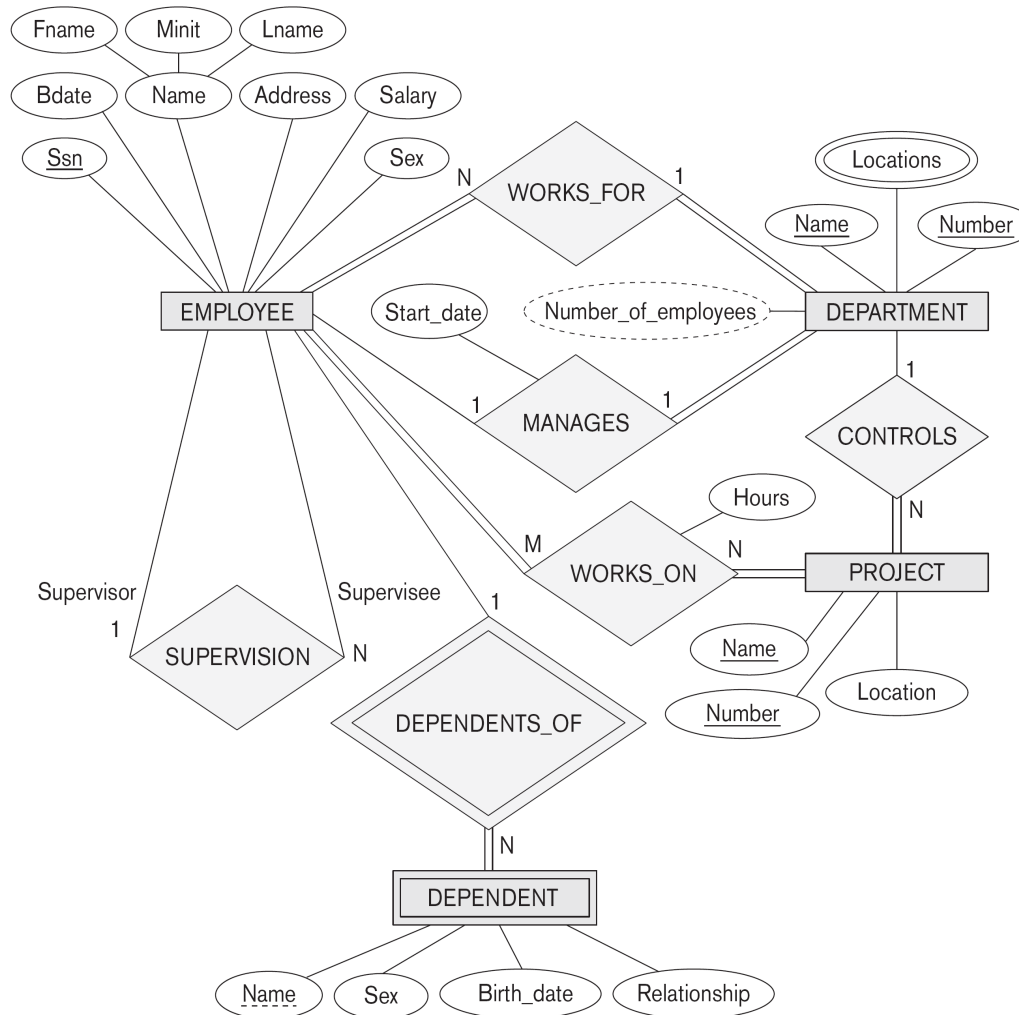 Fname
Minit
Lname
Bdate
Name
Address
Salary
Ssn
Sex
N
WORKS_FOR
1
Locations
Name
Number
EMPLOYEE
Start_date
Number_of_employees
DEPARTMENT
1
MANAGES
1
1
CONTROLS
N
Hours
M
WORKS_ON
N
PROJECT
Supervisor
1
SUPERVISION
Supervisee
N
1
Name
Number
Location
DEPENDENTS_OF
N
DEPENDENT
Name
Sex
Birth_date
Relationship